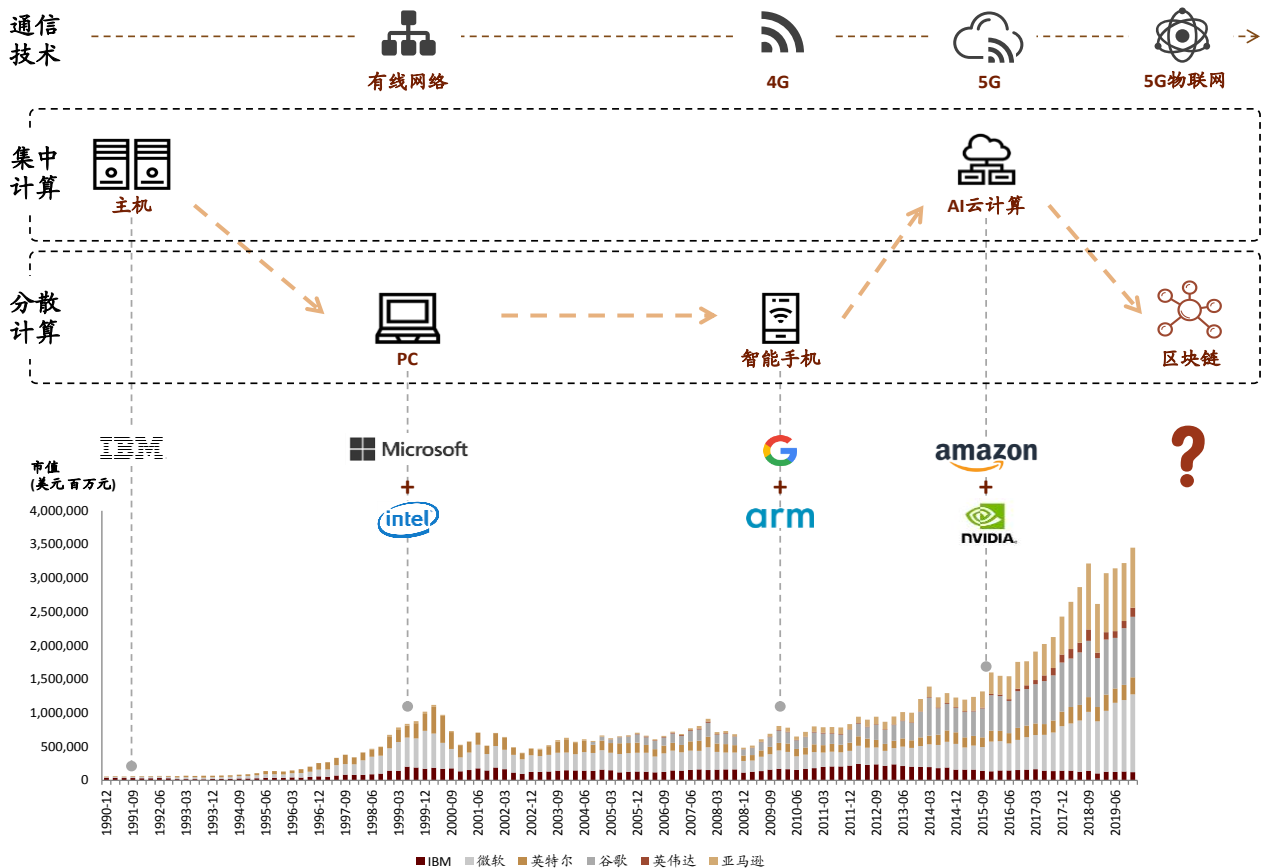 通信
技术
有线网络
4G
5G
5G物联网
集中
计算
主机
AI云计算
分散
计算
PC
智能手机
区块链
IBM
Microsoft
+
intel
G
+
arm
amazon
+
NVIDIA
?
市值
(美元 百万元)
4,000,000
3,500,000
3,000,000
2,500,000
2,000,000
1,500,000
1,000,000
500,000
0
1990-12
1991-09
1992-06
1993-03
1993-12
1994-09
1995-06
1996-03
1996-12
1997-09
1998-06
1999-03
1999-12
2000-09
2001-06
2002-03
2002-12
2003-09
2004-06
2005-03
2005-12
2006-09
2007-06
2008-03
2008-12
2009-09
2010-06
2011-03
2011-12
2012-09
2013-06
2014-03
2014-12
2015-09
2016-06
2017-03
2017-12
2018-09
2019-06
IBM
微软
英特尔
谷歌
英伟达
亚马逊